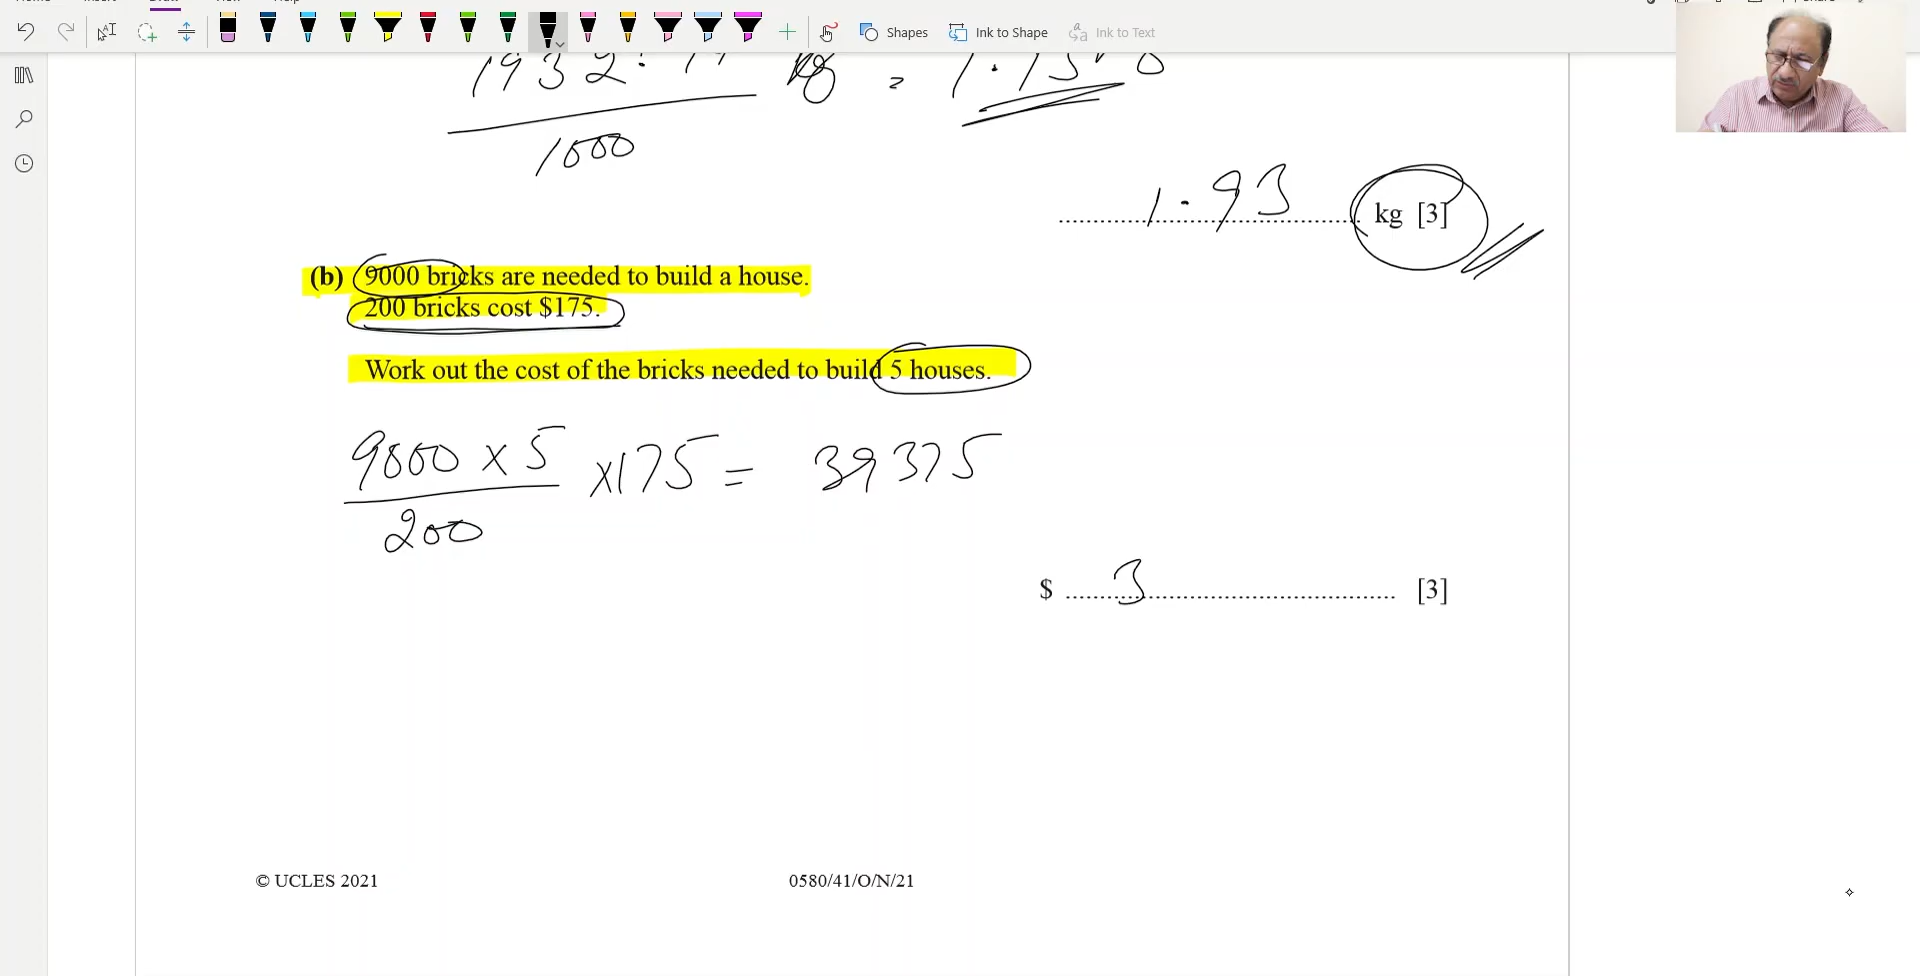 Shapes Ink to Shape Ink to Text
1000
1.93 kg [3]
(b) 9000 bricks are needed to build a house.
200 bricks cost $175.
Work out the cost of the bricks needed to build 5 houses.
9000 × 5
× 175 = 39375
200
$ 3 [3]
© UCLES 2021 0580/41/O/N/21